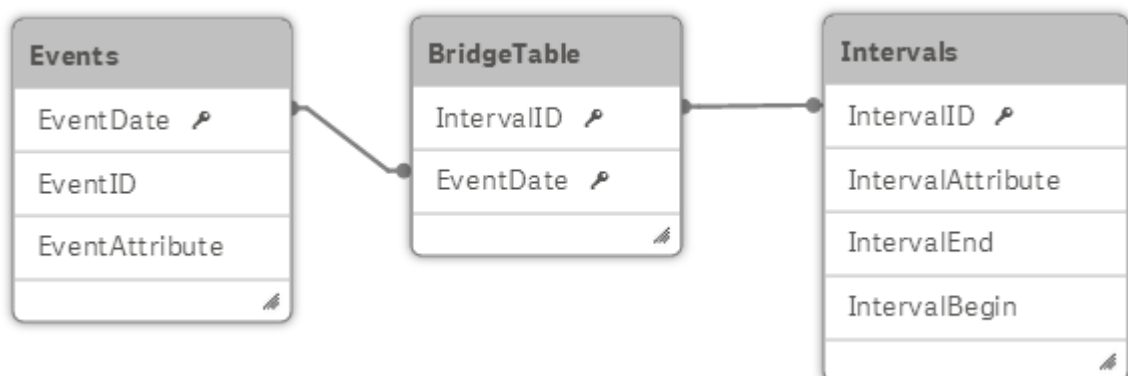 Events
EventDate
EventID
EventAttribute
BridgeTable
IntervalID
EventDate
Intervals
IntervalID
IntervalAttribute
IntervalEnd
IntervalBegin